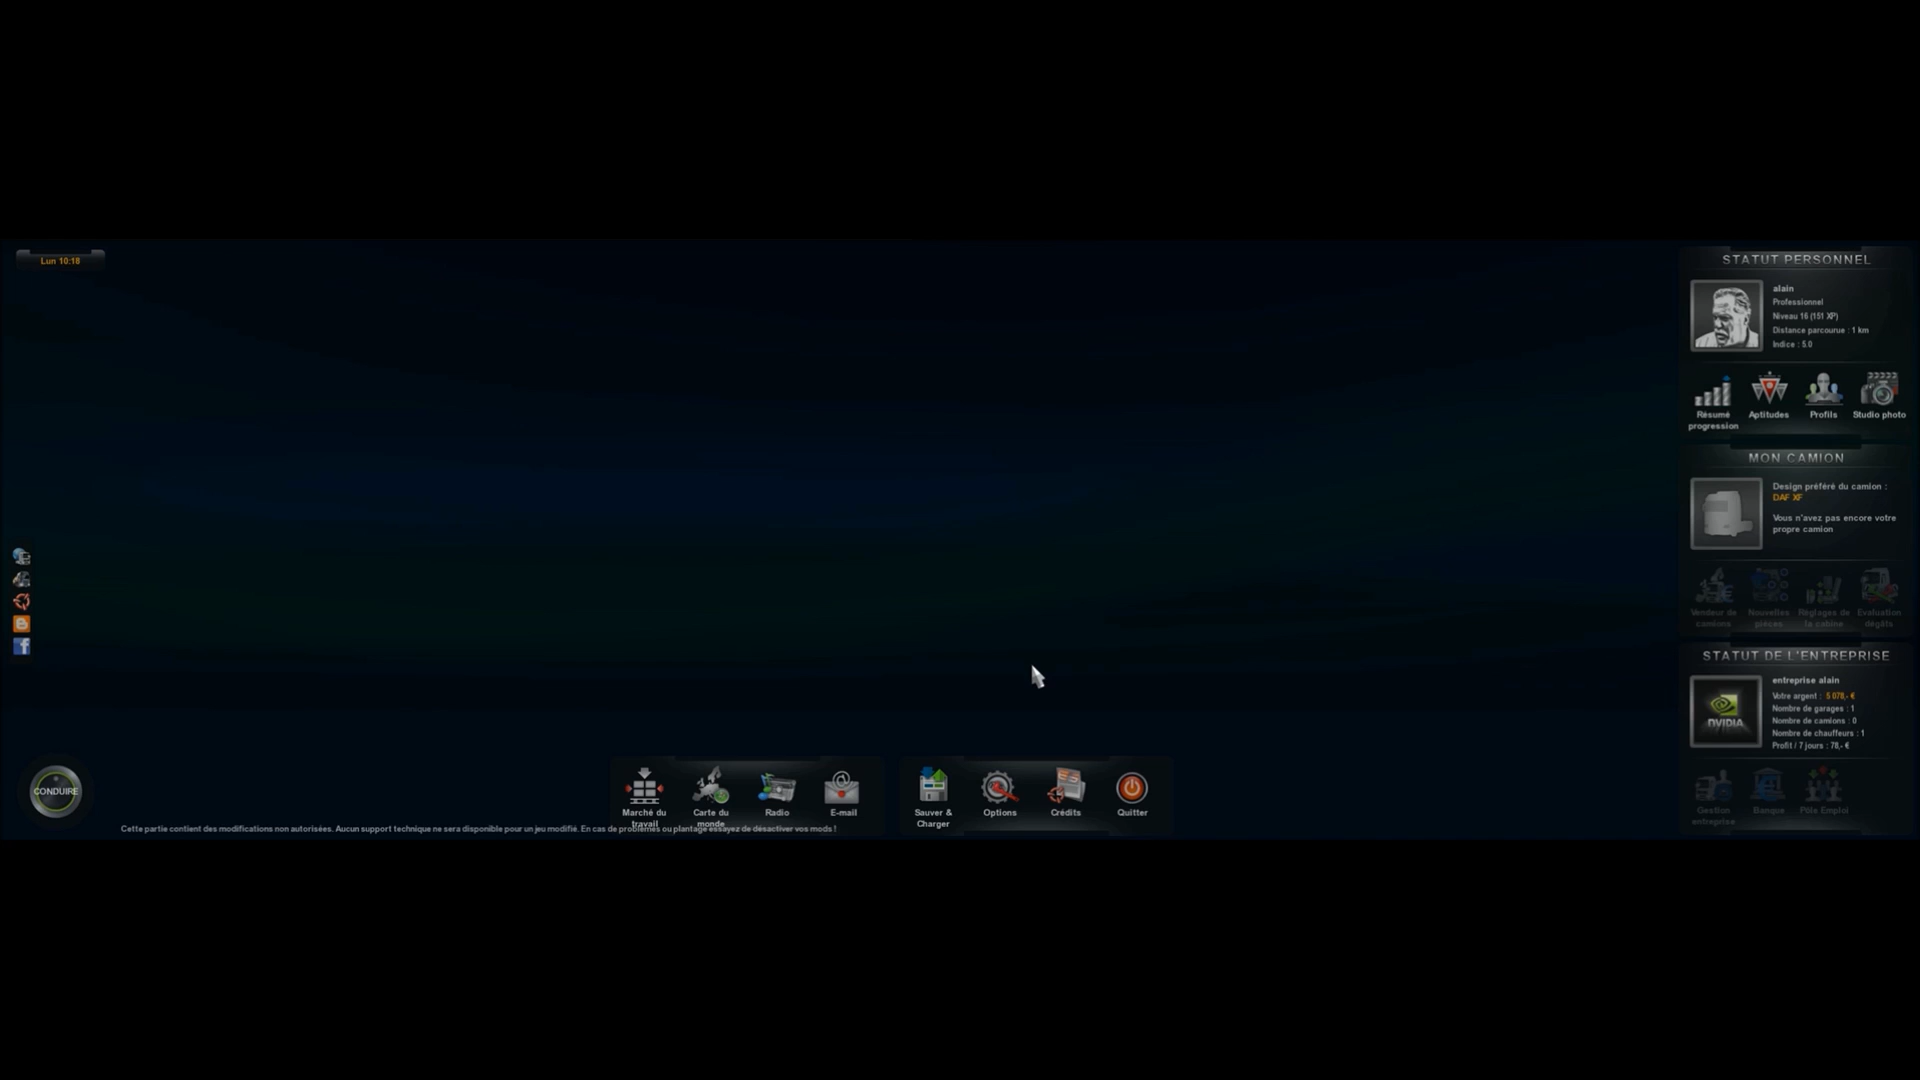 Lun 10:18
STATUT PERSONNEL
alain
Professionnel
Niveau 16 (151 XP)
Distance parcourue : 1 km
Indice : 5.0
Résumé progression
Aptitudes
Profils
Studio photo
MON CAMION
Design préféré du camion :
DAF XF
Vous n'avez pas encore votre
propre camion
Vendeur de camions
Nouvelles pièces
Réglages de la cabine
Evaluation dégâts
STATUT DE L'ENTREPRISE
entreprise alain
Votre argent : 5 078,- €
Nombre de garages : 1
Nombre de camions : 0
Nombre de chauffeurs : 1
Profit / 7 jours : 78,- €
NVIDIA
Gestion entreprise
Banque
Pôle Emploi
CONDUIRE
Marché du travail
Carte du monde
Radio
E-mail
Sauver & Charger
Options
Crédits
Quitter
Cette partie contient des modifications non autorisées. Aucun support technique ne sera disponible pour un jeu modifié. En cas de problèmes ou plantage essayez de désactiver vos mods !